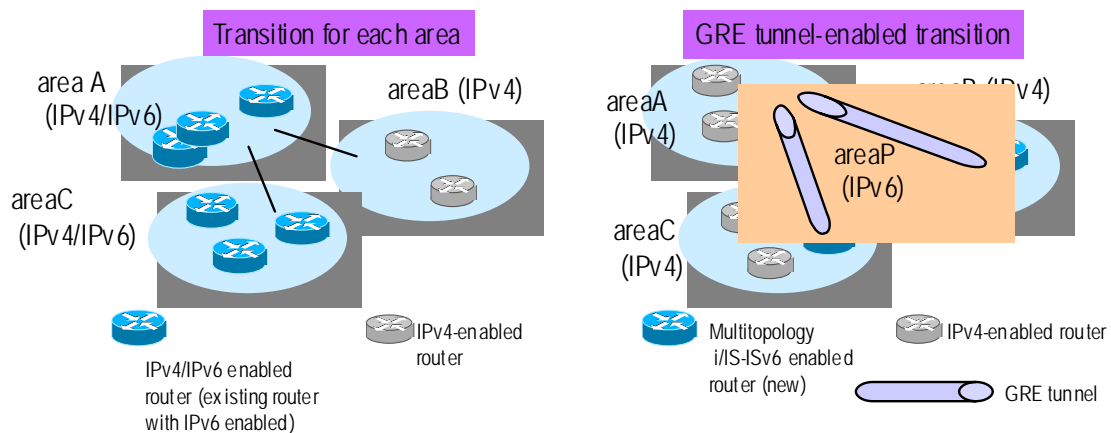 Transition for each area
area A
(IPv4/IPv6)
areaB (IPv4)
areaC
(IPv4/IPv6)
IPv4/IPv6 enabled
router (existing router
with IPv6 enabled)
IPv4-enabled
router
GRE tunnel-enabled transition
areaA
(IPv4)
areaP
(IPv6)
areaC
(IPv4)
Multitopology
i/IS-ISv6 enabled
router (new)
IPv4-enabled router
GRE tunnel